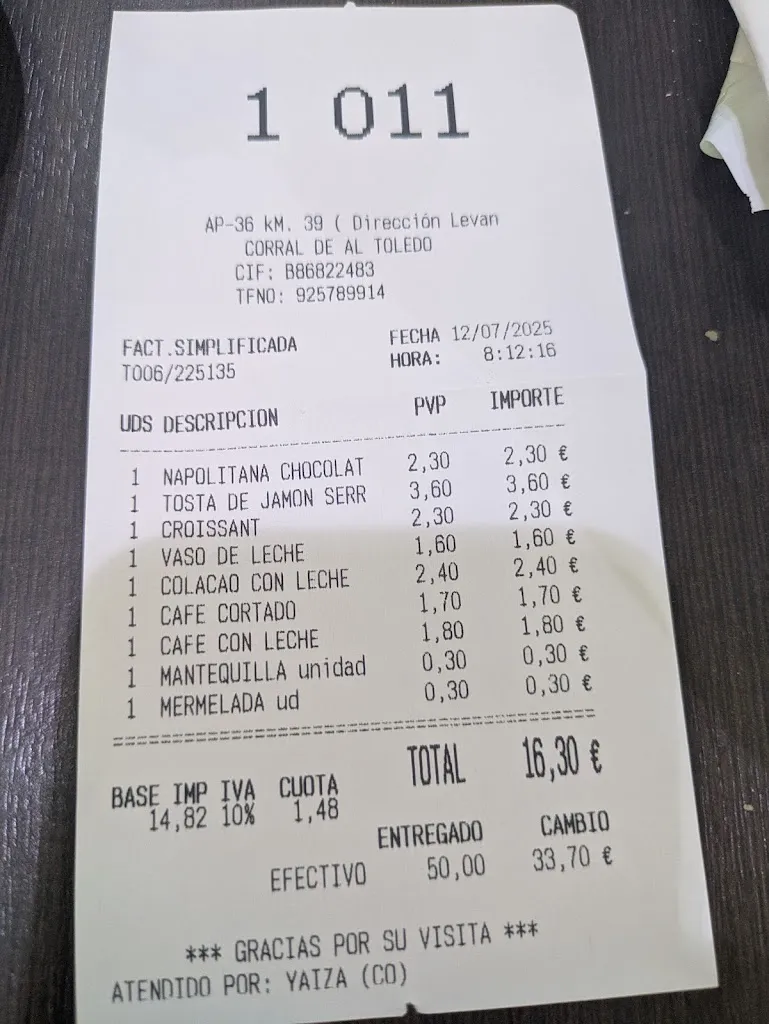 1 011
AP-36 kM. 39 ( Dirección Levan
CORRAL DE AL TOLEDO
CIF: B86822483
TFNO: 925789914
FACT.SIMPLIFICADA FECHA 12/07/2025
T006/225135 HORA: 8:12:16
UDS DESCRIPCION PVP IMPORTE
1 NAPOLITANA CHOCOLAT 2,30 2,30 €
1 TOSTA DE JAMON SERR 3,60 3,60 €
1 CROISSANT 2,30 2,30 €
1 VASO DE LECHE 1,60 1,60 €
1 COLACAO CON LECHE 2,40 2,40 €
1 CAFE CORTADO 1,70 1,70 €
1 CAFE CON LECHE 1,80 1,80 €
1 MANTEQUILLA unidad 0,30 0,30 €
1 MERMELADA ud 0,30 0,30 €
TOTAL 16,30 €
BASE IMP IVA CUOTA
14,82 10% 1,48
ENTREGADO CAMBIO
EFECTIVO 50,00 33,70 €
*** GRACIAS POR SU VISITA ***
ATENDIDO POR: YAIZA (CO)